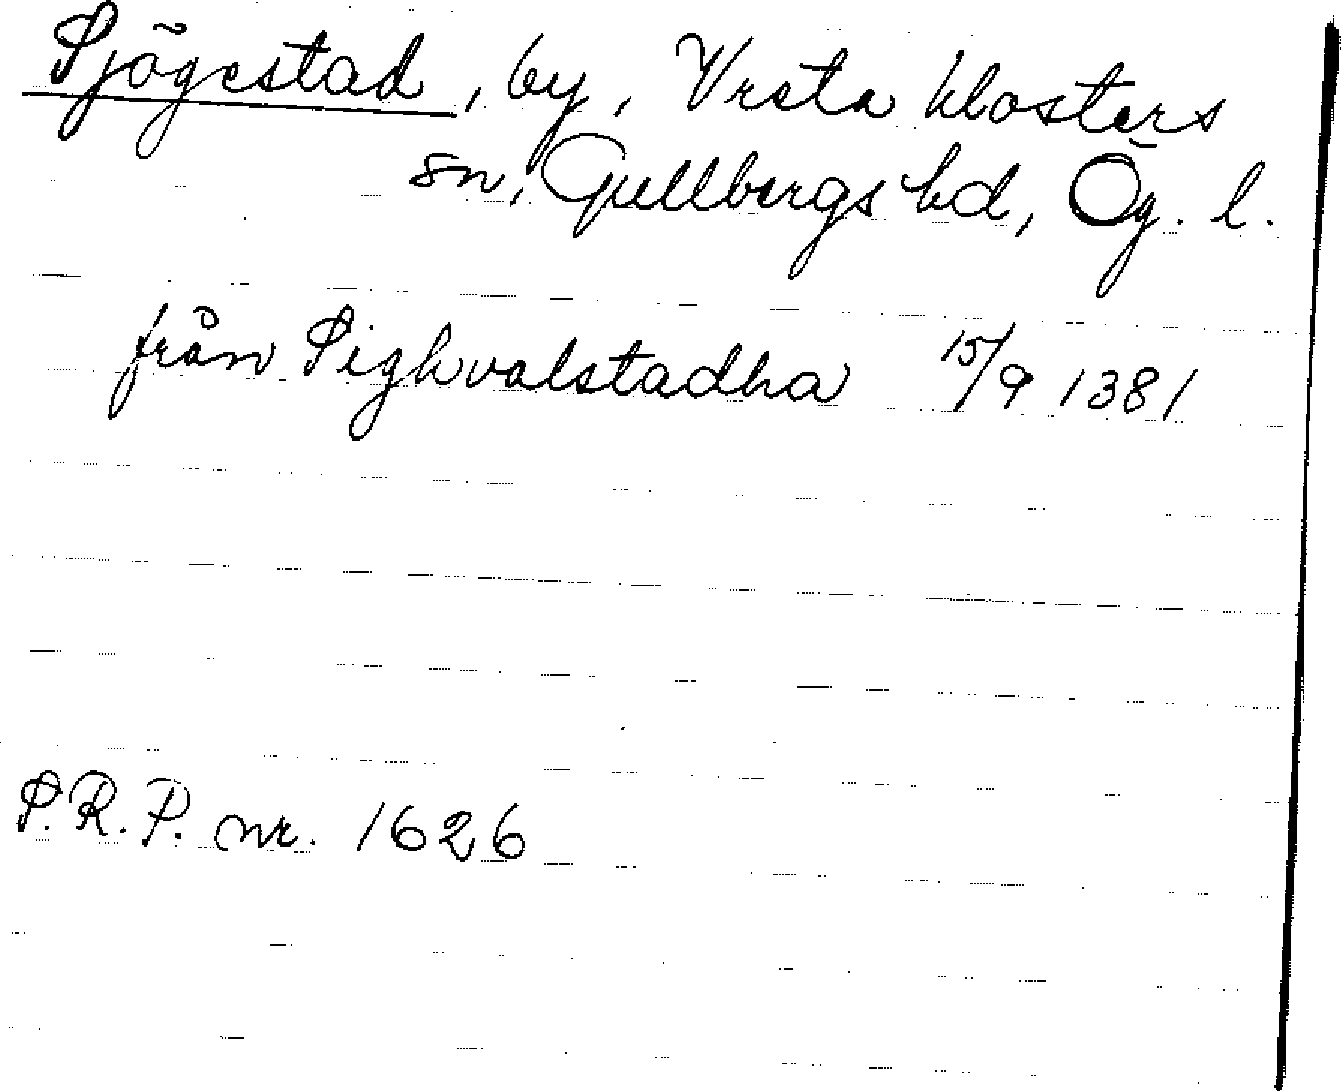 Sjögestad, by, Vreta klosters
sn, Gullbergs hd, Ög. l.
från Sighvalstadha 15/9 1381
S.R.P. nr. 1626